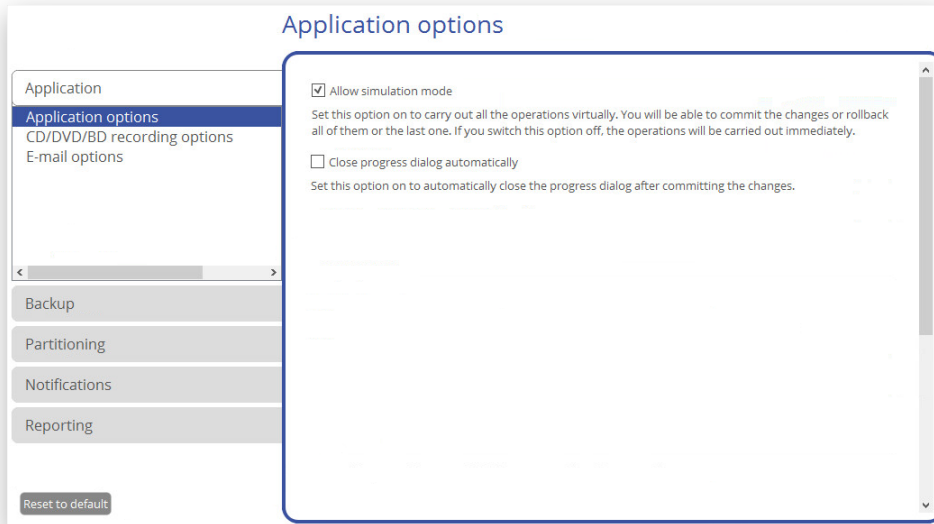 Application options
Application
Application options
CD/DVD/BD recording options
E-mail options
Backup
Partitioning
Notifications
Reporting
Reset to default
Allow simulation mode
Set this option on to carry out all the operations virtually. You will be able to commit the changes or rollback
all of them or the last one. If you switch this option off, the operations will be carried out immediately.
Close progress dialog automatically
Set this option on to automatically close the progress dialog after committing the changes.